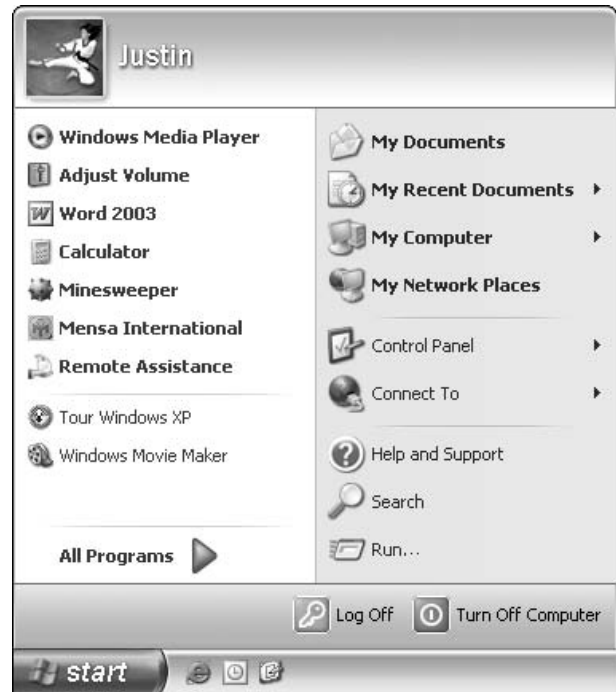 Justin
Windows Media Player
Adjust Volume
Word 2003
Calculator
Minesweeper
Mensa International
Remote Assistance
Tour Windows XP
Windows Movie Maker
All Programs
My Documents
My Recent Documents
My Computer
My Network Places
Control Panel
Connect To
Help and Support
Search
Run...
Log Off
Turn Off Computer
start